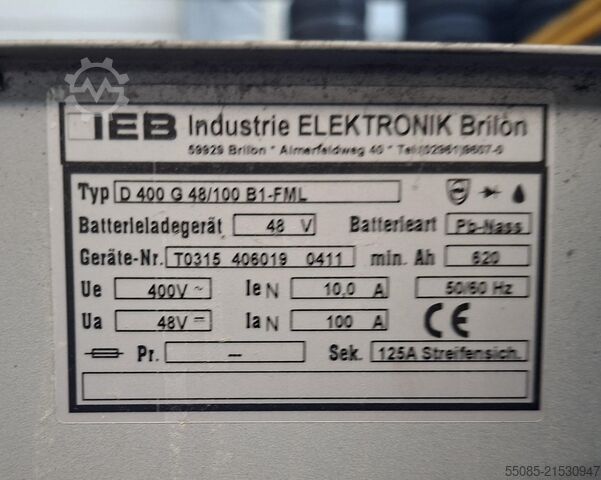 IEB Industrie ELEKTRONIK Brilon
59929 Brilon * Almerfeldweg 40 * Tel:(02961)9607-0
Typ D 400 G 48/100 B1-FML
Batterieladegerät 48 V Batterieart Pb-Nass
Geräte-Nr. T0315 406019 0411 min. Ah 620
Ue 400V ~ Ie N 10,0 A 50/60 Hz
Ua 48V Ia N 100 A CE
Pr. -- Sek. 125A Streifensich.
55085-21530947